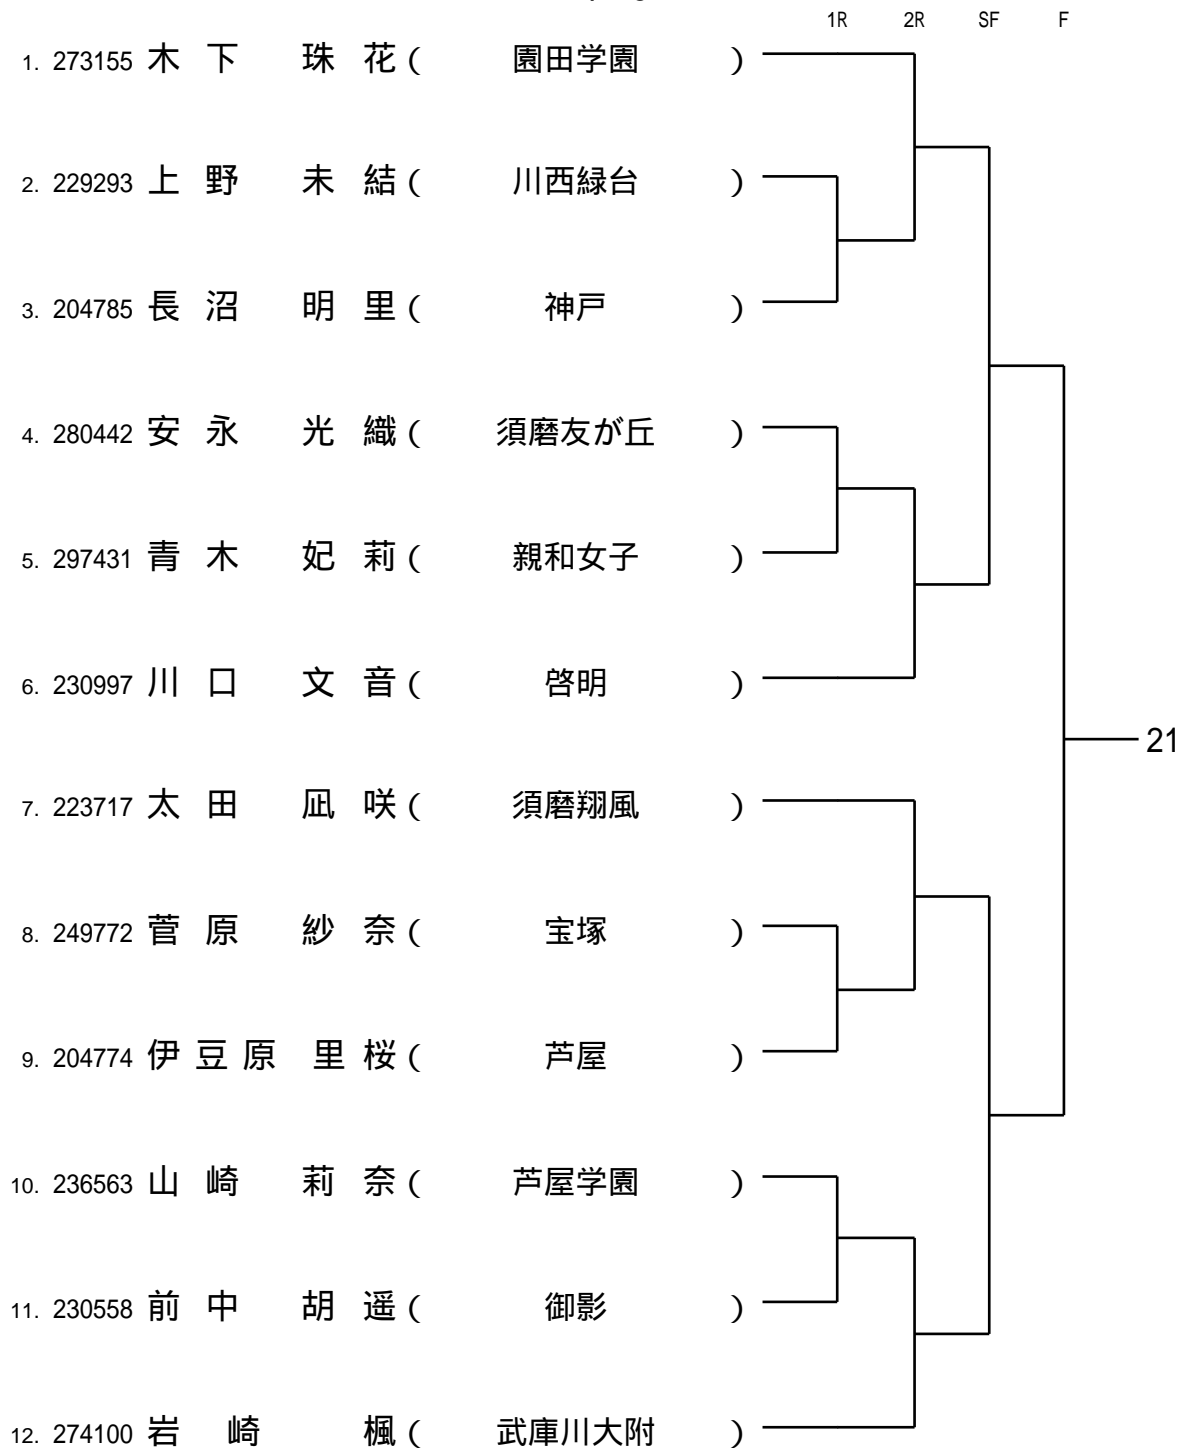 1R 2R SF F
1. 273155 木下 珠花 ( 園田学園 )
2. 229293 上野 未結 ( 川西緑台 )
3. 204785 長沼 明里 ( 神戸 )
4. 280442 安永 光織 ( 須磨友が丘 )
5. 297431 青木 妃莉 ( 親和女子 )
6. 230997 川口 文音 ( 啓明 )
21
7. 223717 太田 凪咲 ( 須磨翔風 )
8. 249772 菅原 紗奈 ( 宝塚 )
9. 204774 伊豆原 里桜 ( 芦屋 )
10. 236563 山崎 莉奈 ( 芦屋学園 )
11. 230558 前中 胡遥 ( 御影 )
12. 274100 岩崎 楓 ( 武庫川大附 )